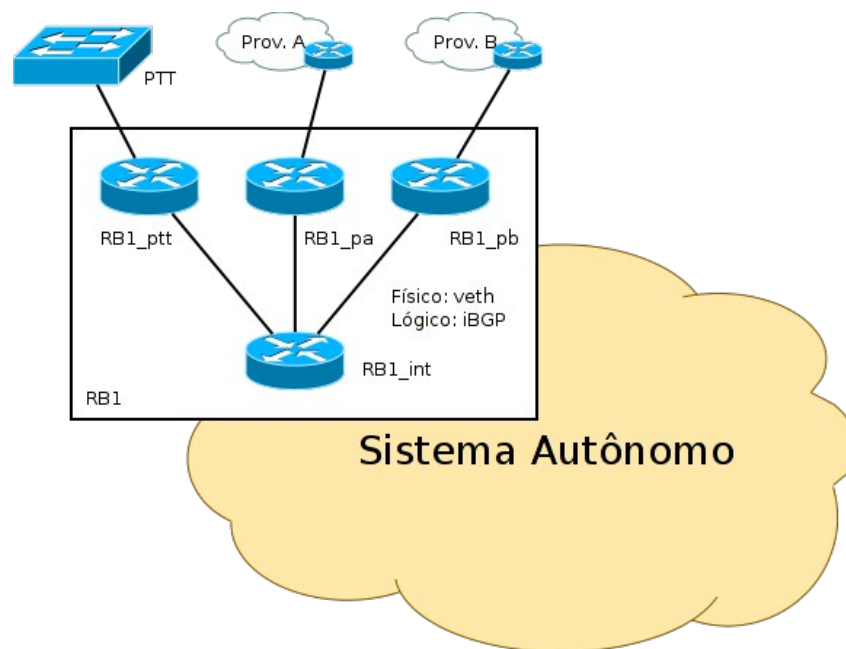 Prov. A
Prov. B
PTT
RB1_ptt
RB1_pa
RB1_pb
Físico: veth
Lógico: iBGP
RB1_int
RB1
Sistema Autônomo